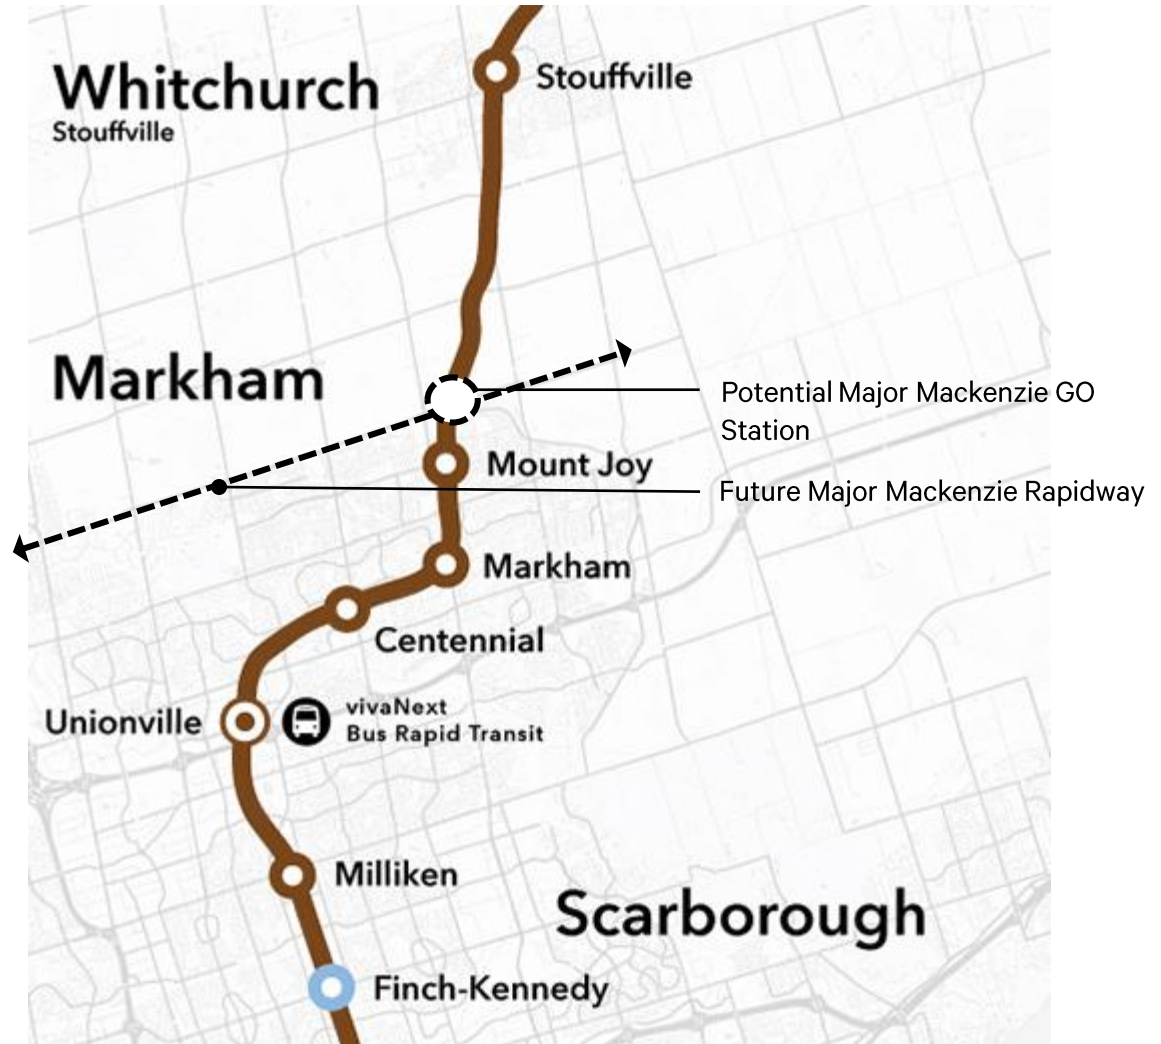 Stouffville
Whitchurch
Stouffville
Markham
Potential Major Mackenzie GO
Station
Mount Joy
Future Major Mackenzie Rapidway
Markham
Centennial
Unionville
vivaNext
Bus Rapid Transit
Milliken
Scarborough
Finch-Kennedy